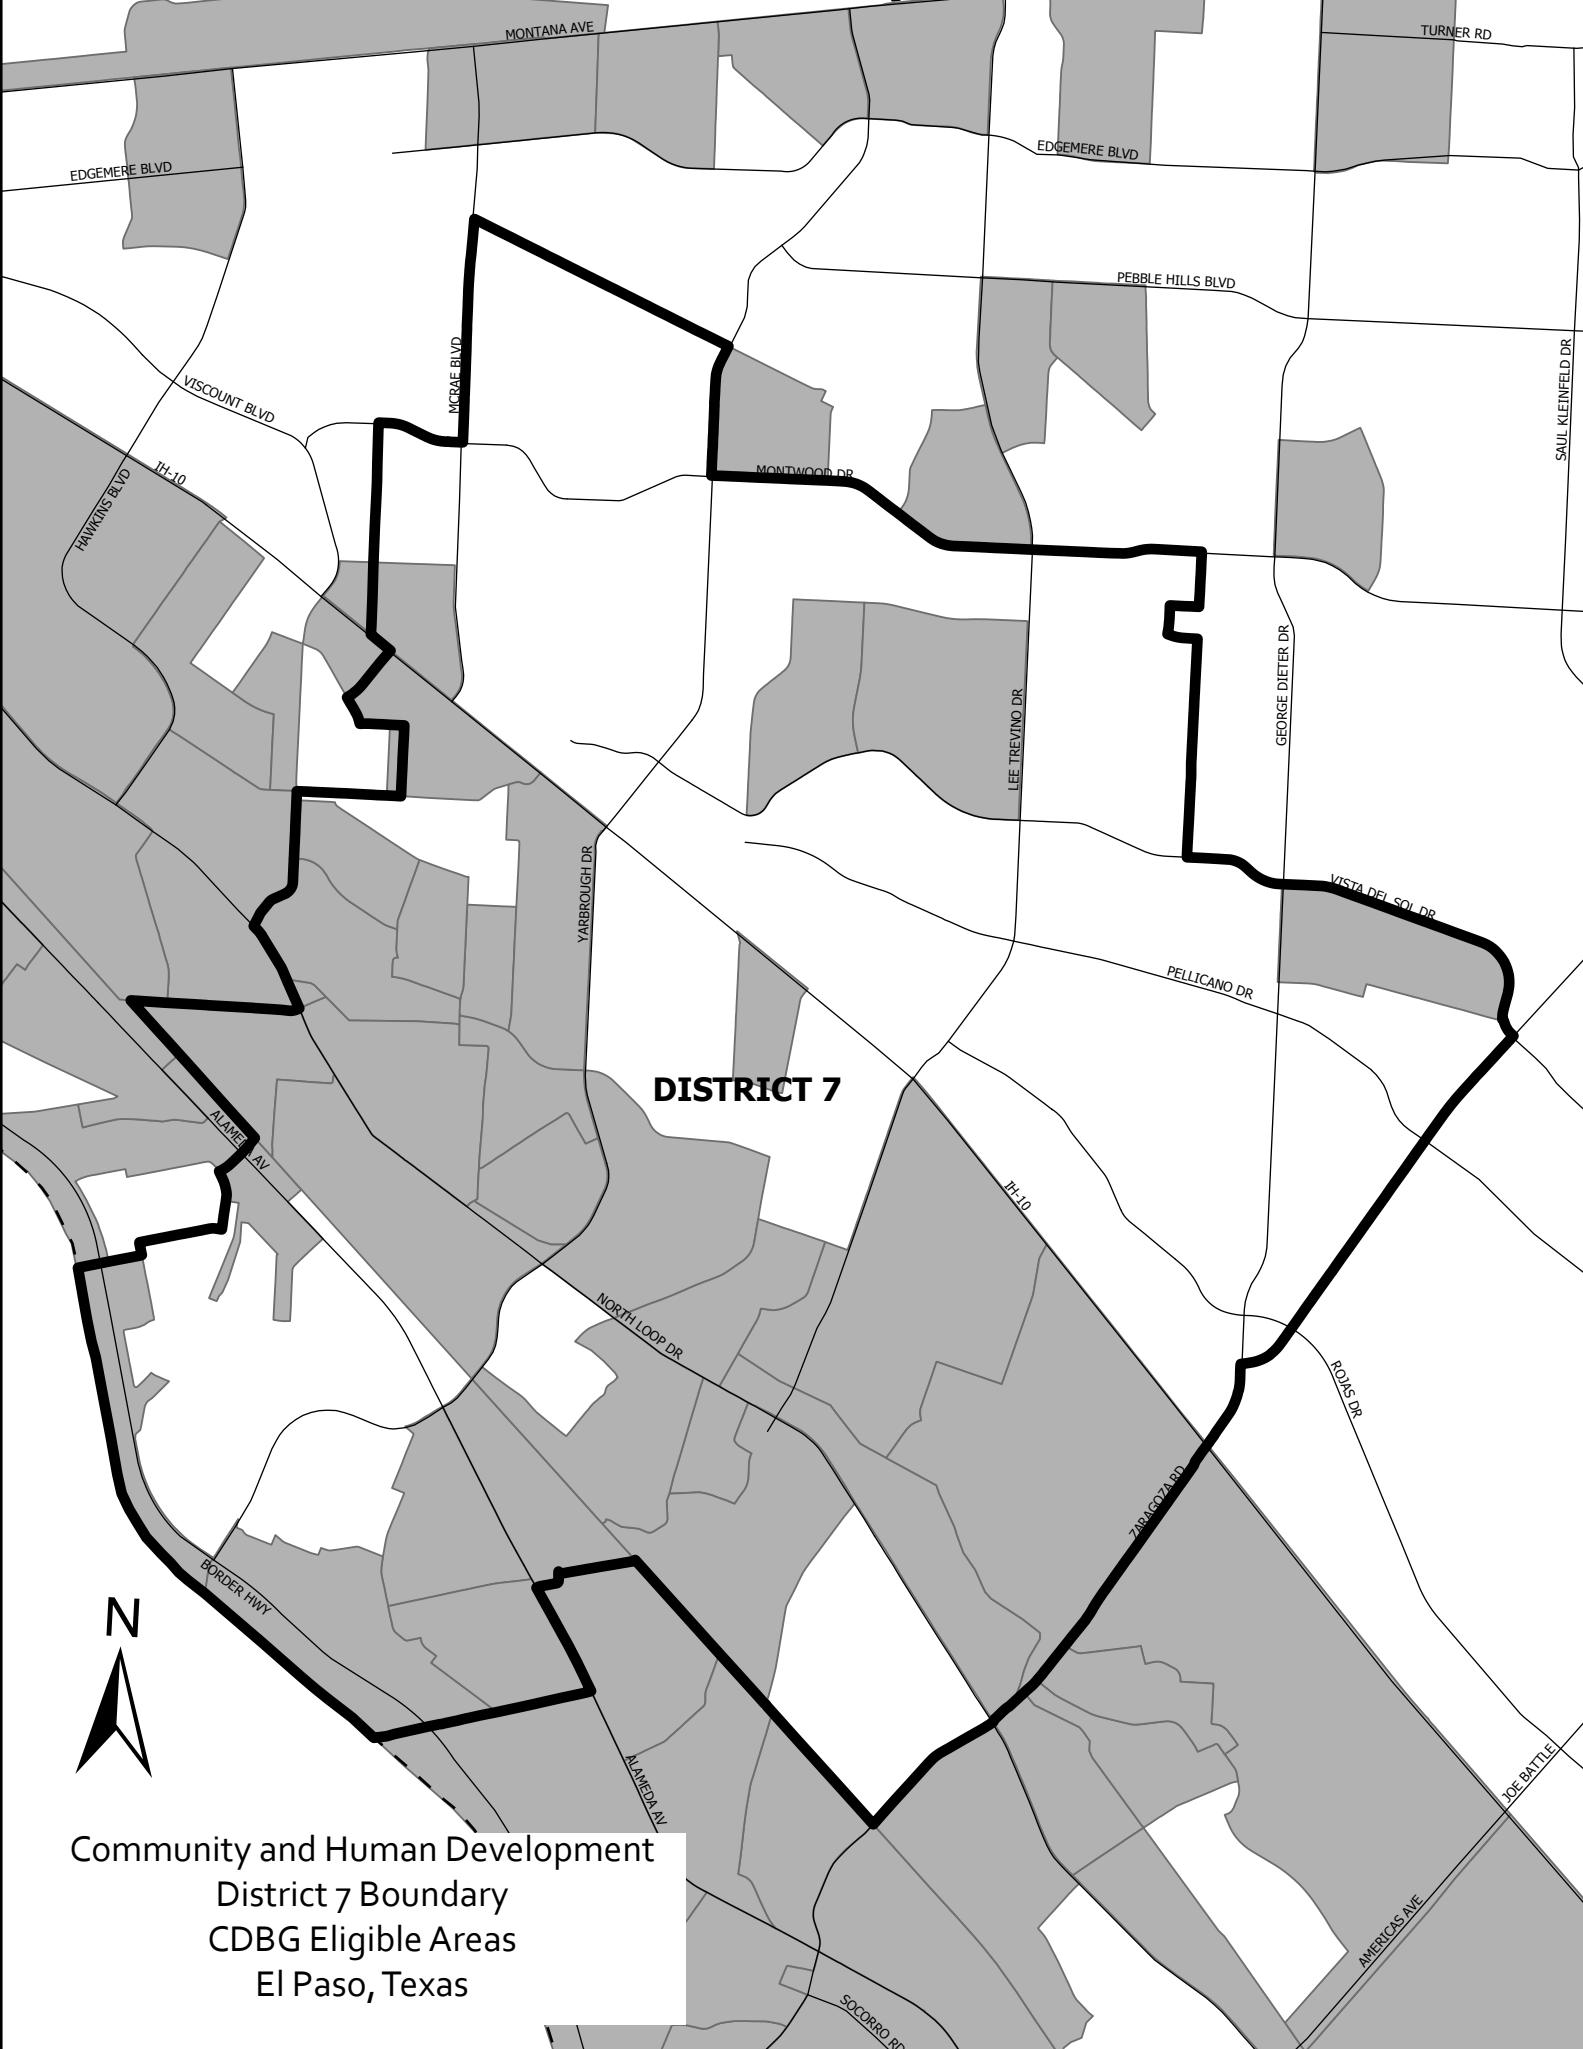 MONTANA AVE
TURNER RD
EDGEMERE BLVD
EDGEMERE BLVD
PEBBLE HILLS BLVD
VISCOUNT BLVD
MCRAE BLVD
SAUL KLEINFELD DR
IH-10
HAWKINS BLVD
MONTWOOD DR
GEORGE DIETER DR
LEE TREVINO DR
YARBROUGH DR
VISTA DEL SOL DR
PELLICANO DR
DISTRICT 7
ALAMEDA AV
IH-10
NORTH LOOP DR
ROJAS DR
ZARAGOZA RD
BORDER HWY
N
ALAMEDA AV
JOE BATTLE
AMERICAS AVE
SOCORRO RD
Community and Human Development
District 7 Boundary
CDBG Eligible Areas
El Paso, Texas